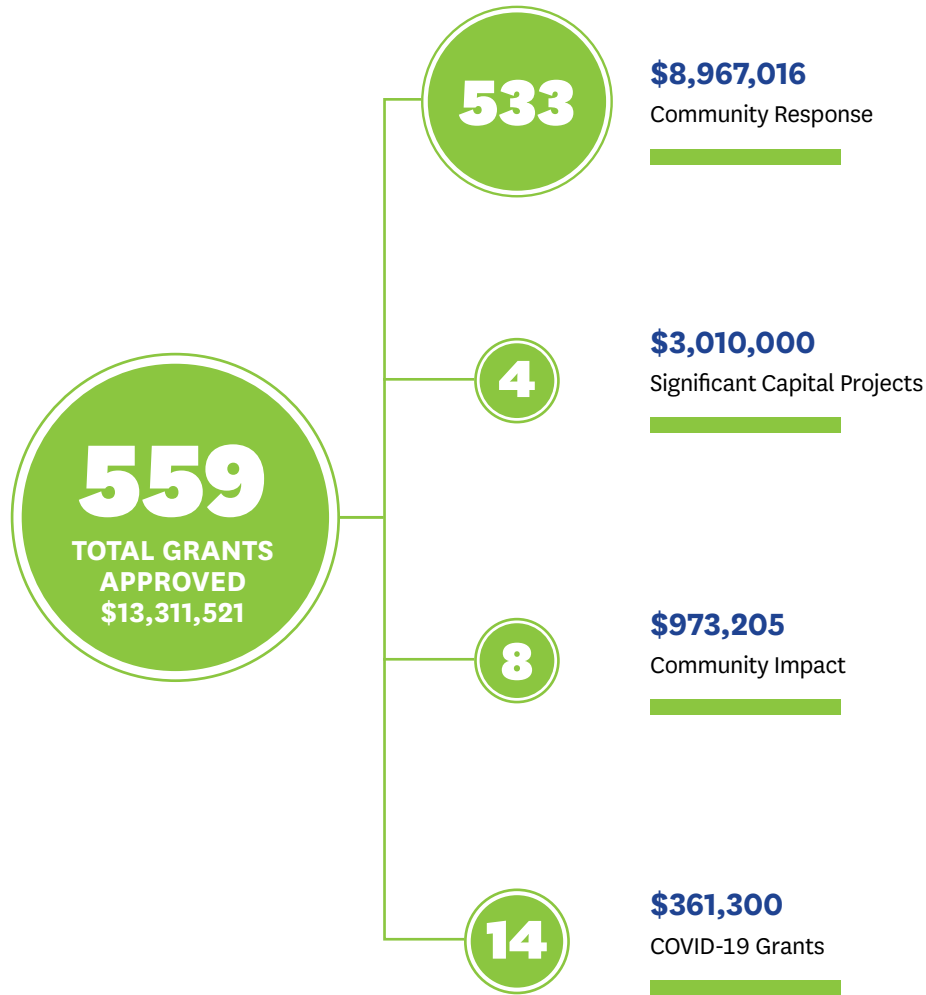 533
$8,967,016
Community Response
4
$3,010,000
Significant Capital Projects
559
TOTAL GRANTS
APPROVED
$13,311,521
8
$973,205
Community Impact
14
$361,300
COVID-19 Grants